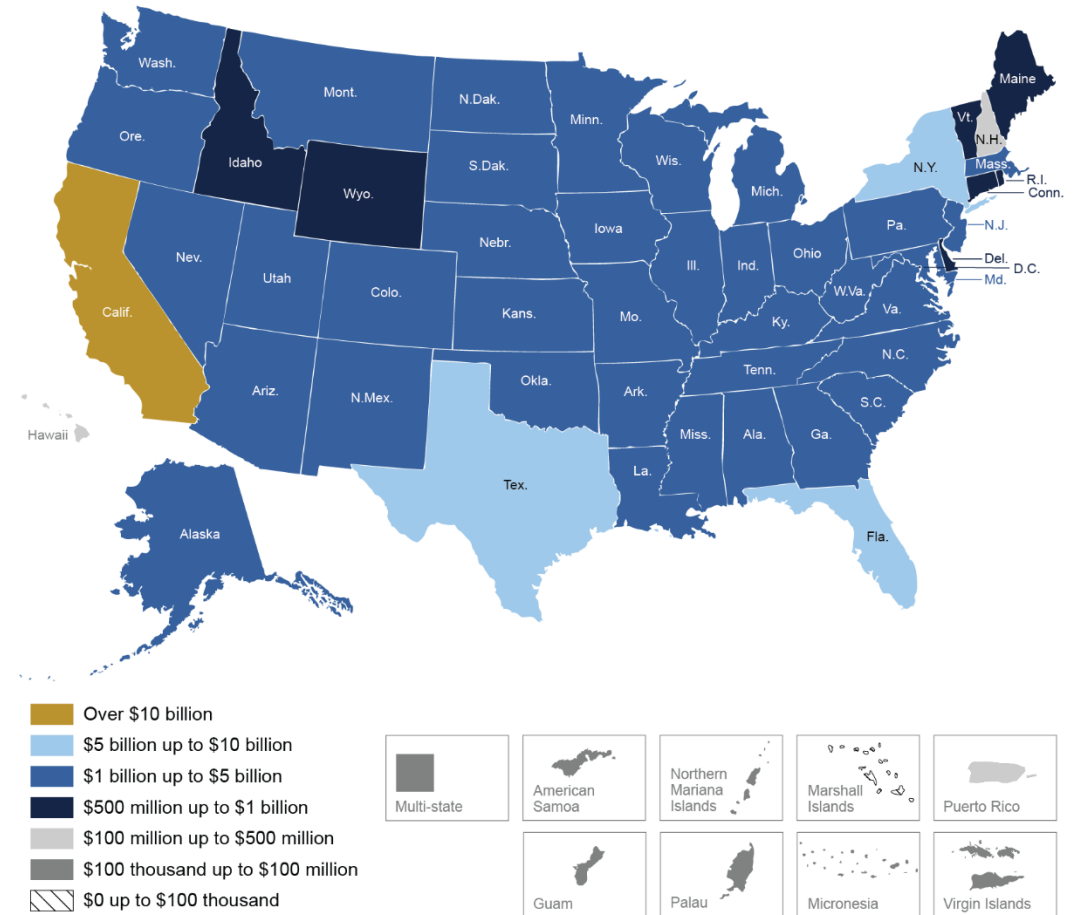 Wash.
Mont.
N.Dak.
Minn.
Maine
Vt.
N.H.
Ore.
Idaho
Wyo.
S.Dak.
Wis.
Mich.
N.Y.
Mass.
R.I.
Conn.
Nebr.
Iowa
Pa.
N.J.
Nev.
Utah
Colo.
Ill.
Ind.
Ohio
Del.
D.C.
Md.
Calif.
Kans.
Mo.
W.Va.
Va.
Ky.
N.C.
Ariz.
N.Mex.
Okla.
Ark.
Tenn.
S.C.
Hawaii
Miss.
Ala.
Ga.
La.
Tex.
Alaska
Fla.
Over $10 billion
$5 billion up to $10 billion
$1 billion up to $5 billion
$500 million up to $1 billion
$100 million up to $500 million
$100 thousand up to $100 million
$0 up to $100 thousand
Multi-state
American
Samoa
Northern
Mariana
Islands
Marshall
Islands
Puerto Rico
Guam
Palau
Micronesia
Virgin Islands